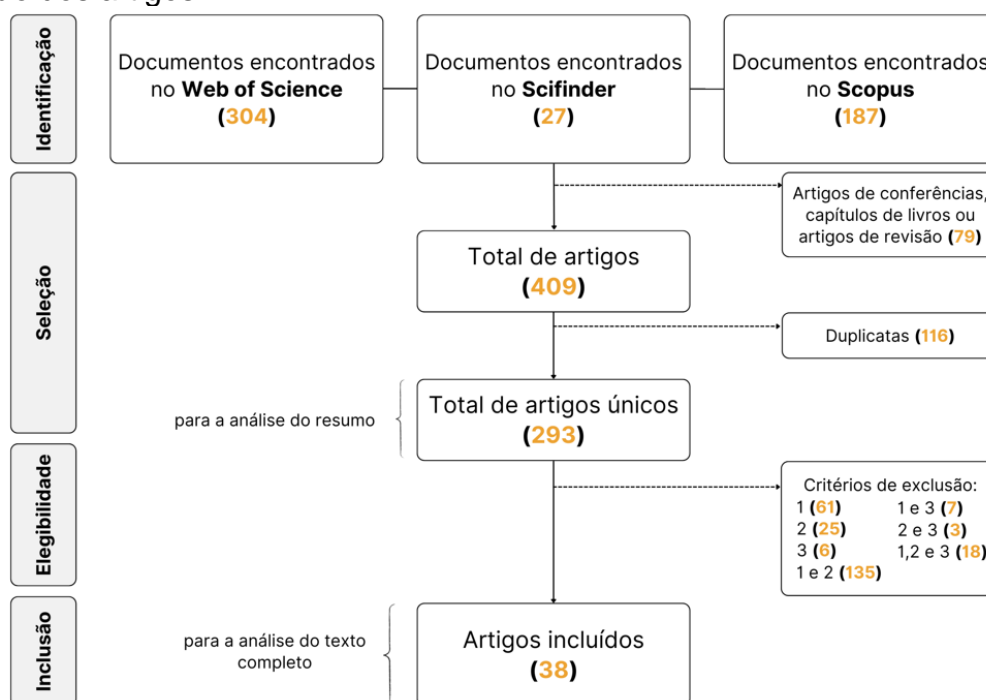 Identificação
Documentos encontrados
no Web of Science
(304)
Documentos encontrados
no Scifinder
(27)
Documentos encontrados
no Scopus
(187)
Seleção
Artigos de conferências,
capítulos de livros ou
artigos de revisão (79)
Total de artigos
(409)
Duplicatas (116)
para a análise do resumo
Total de artigos únicos
(293)
Elegibilidade
Critérios de exclusão:
1 (61) 1 e 3 (7)
2 (25) 2 e 3 (3)
3 (6) 1,2 e 3 (18)
1 e 2 (135)
Inclusão
para a análise do texto
completo
Artigos incluídos
(38)